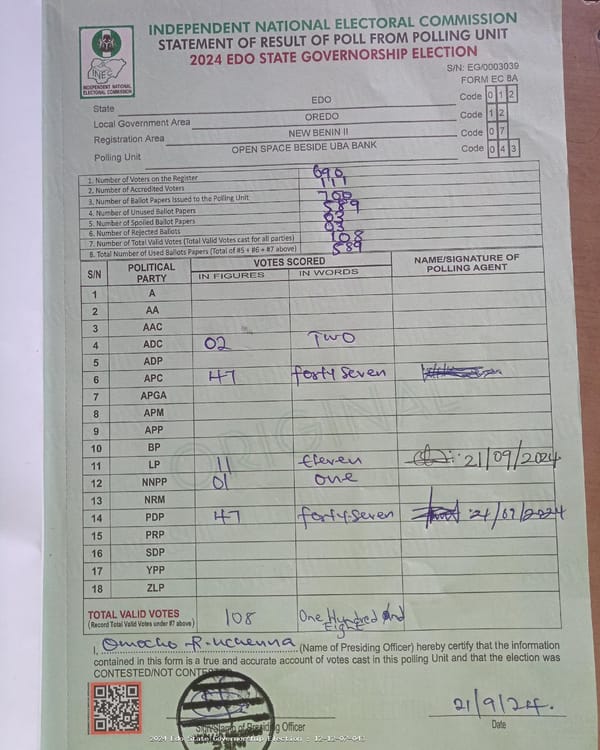 INDEPENDENT NATIONAL ELECTORAL COMMISSION
STATEMENT OF RESULT OF POLL FROM POLLING UNIT
2024 EDO STATE GOVERNORSHIP ELECTION
INEC
INDEPENDENT NATIONAL
ELECTORAL COMMISSION
S/N: EG/0003039
FORM EC 8A
State EDO Code 0 1 2
Local Government Area OREDO Code 1 2
Registration Area NEW BENIN II Code 0 7
Polling Unit OPEN SPACE BESIDE UBA BANK Code 0 4 3
1. Number of Voters on the Register 690
2. Number of Accredited Voters 111
3. Number of Ballot Papers Issued to the Polling Unit 700
4. Number of Unused Ballot Papers 589
5. Number of Spoiled Ballot Papers
6. Number of Rejected Ballots 03
7. Number of Total Valid Votes (Total Valid Votes cast for all parties) 108
8. Total Number of Used Ballots Papers (Total of #5 + #6 + #7 above) 589
S/N POLITICAL PARTY VOTES SCORED NAME/SIGNATURE OF POLLING AGENT
IN FIGURES IN WORDS
1 A
2 AA
3 AAC
4 ADC 02 Two
5 ADP
6 APC 47 forty seven
7 APGA
8 APM
9 APP
10 BP
11 LP 11 Eleven 21/09/2024
12 NNPP 01 one
13 NRM
14 PDP 47 forty seven
15 PRP
16 SDP
17 YPP
18 ZLP
ORIGINAL
TOTAL VALID VOTES 108 One Hundred And Eight
(Record Total Valid Votes under #7 above)
I, Omocho R. Uchenna (Name of Presiding Officer) hereby certify that the information
contained in this form is a true and accurate account of votes cast in this polling Unit and that the election was
CONTESTED/NOT CONTESTED
Signature of Presiding Officer
21/9/24.
Date
2024 Edo State Governorship Election - 12-12-07-043